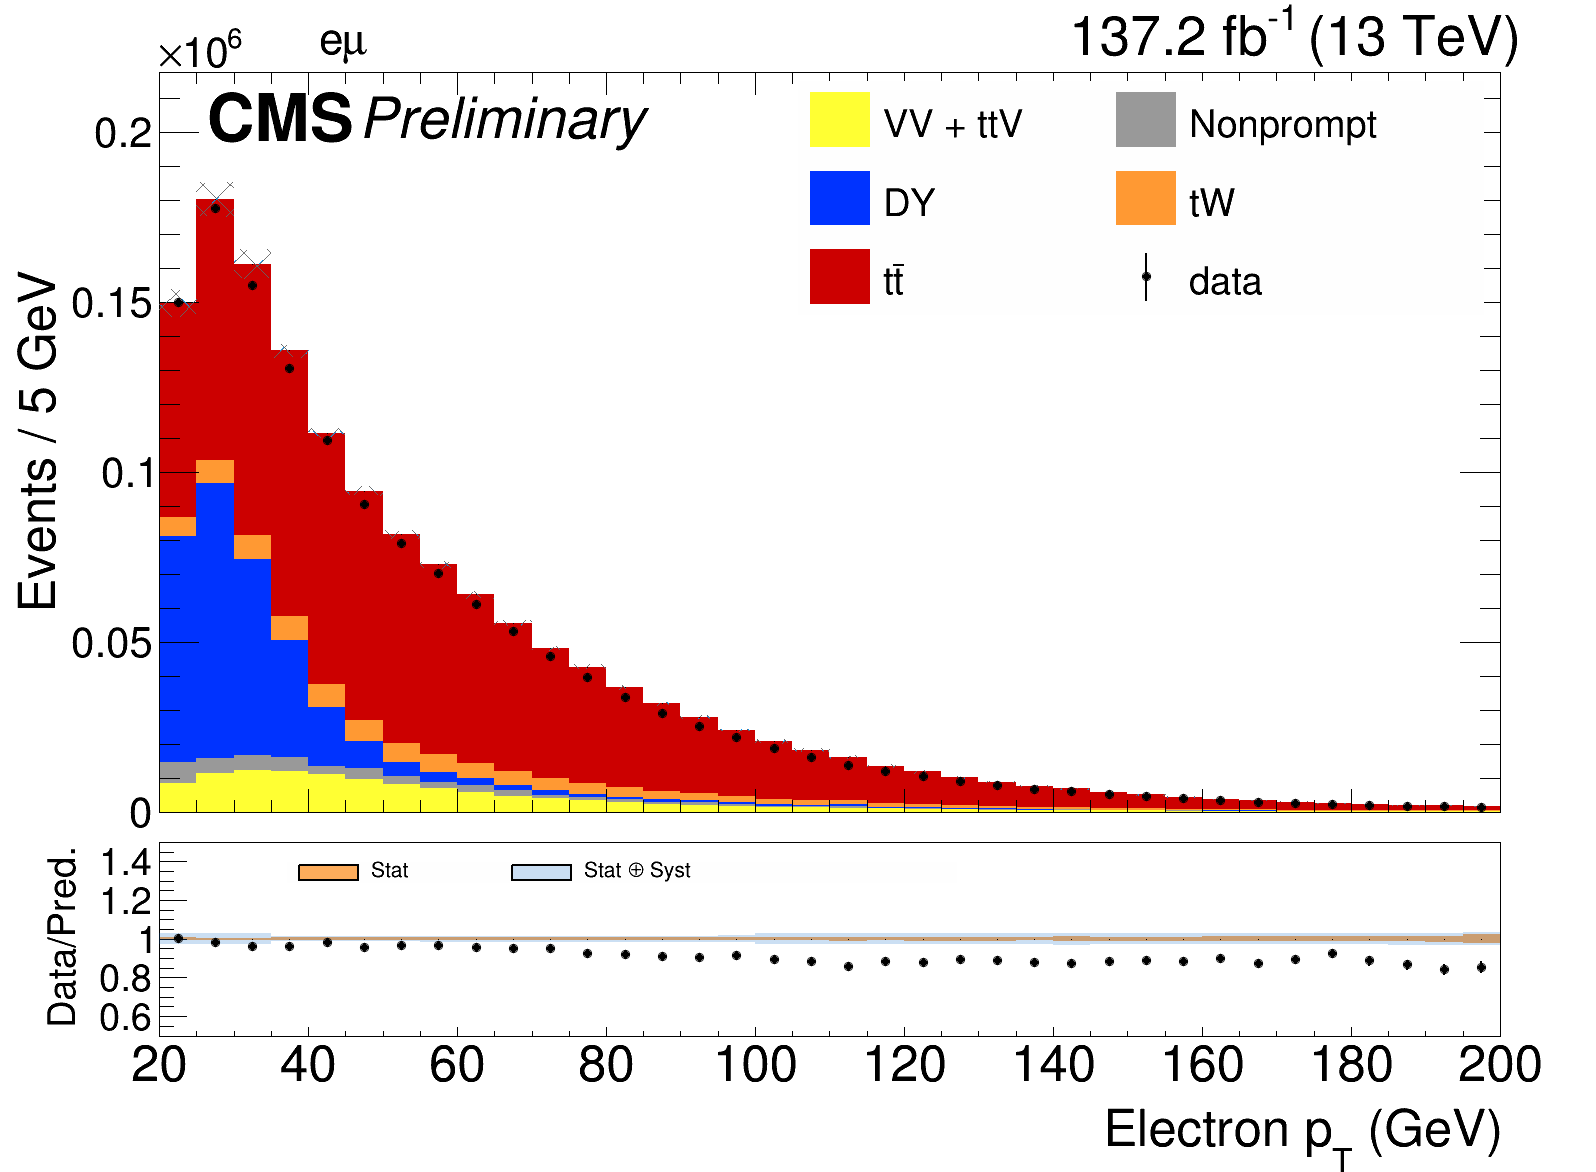 ×10⁶ eμ 137.2 fb⁻¹ (13 TeV)
CMS Preliminary
VV + ttV Nonprompt
DY tW
tt̄ data
Events / 5 GeV
0.2
0.15
0.1
0.05
0
Data/Pred.
Stat Stat ⊕ Syst
1.4
1.2
1
0.8
0.6
20 40 60 80 100 120 140 160 180 200
Electron p_T (GeV)